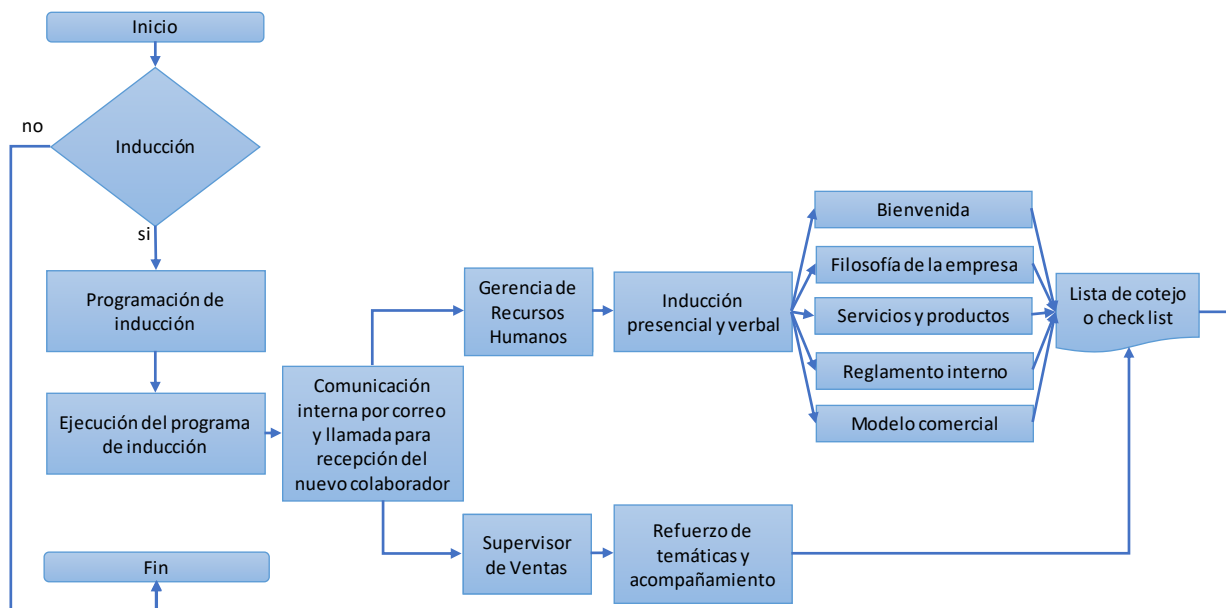 Inicio
no
Inducción
si
Programación de
inducción
Ejecución del programa
de inducción
Comunicación
interna por correo
y llamada para
recepción del
nuevo colaborador
Gerencia de
Recursos
Humanos
Inducción
presencial y verbal
Bienvenida
Filosofía de la empresa
Servicios y productos
Reglamento interno
Modelo comercial
Lista de cotejo
o check list
Supervisor
de Ventas
Refuerzo de
temáticas y
acompañamiento
Fin